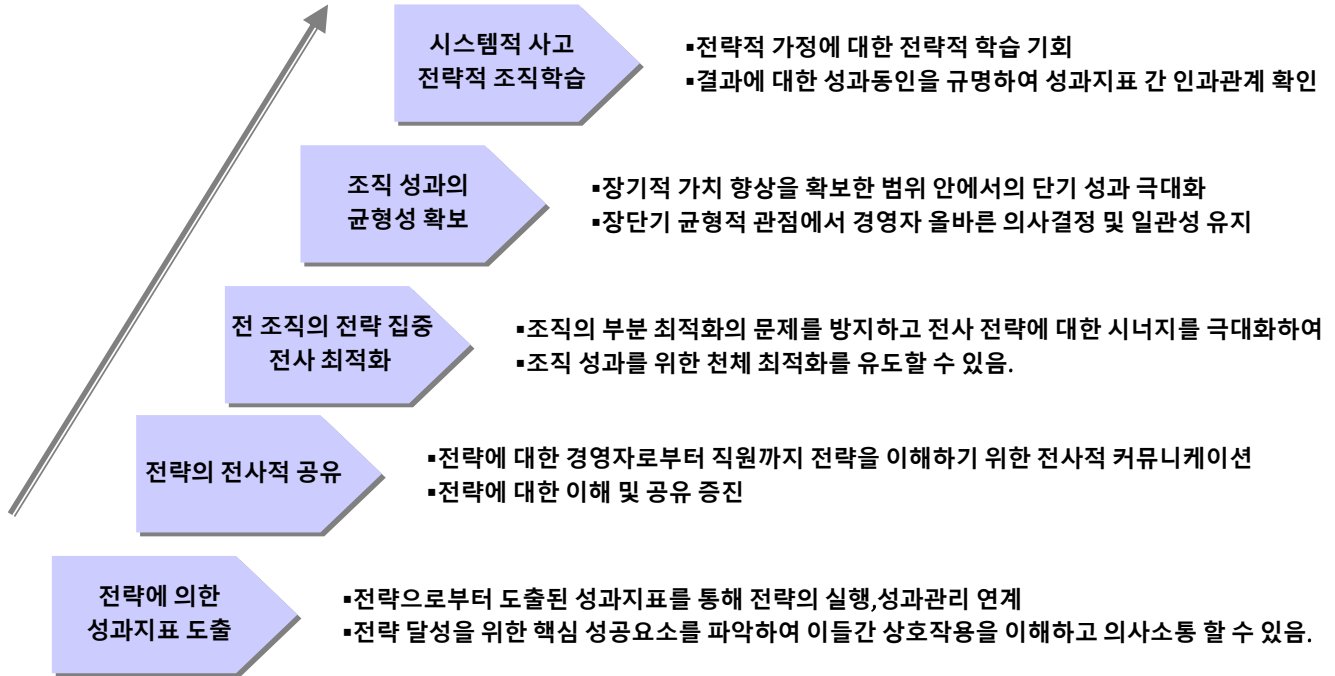 시스템적 사고
전략적 조직학습
▪전략적 가정에 대한 전략적 학습 기회
▪결과에 대한 성과동인을 규명하여 성과지표 간 인과관계 확인
조직 성과의
균형성 확보
▪장기적 가치 향상을 확보한 범위 안에서의 단기 성과 극대화
▪장단기 균형적 관점에서 경영자 올바른 의사결정 및 일관성 유지
전 조직의 전략 집중
전사 최적화
▪조직의 부분 최적화의 문제를 방지하고 전사 전략에 대한 시너지를 극대화하여
▪조직 성과를 위한 천체 최적화를 유도할 수 있음.
전략의 전사적 공유
▪전략에 대한 경영자로부터 직원까지 전략을 이해하기 위한 전사적 커뮤니케이션
▪전략에 대한 이해 및 공유 증진
전략에 의한
성과지표 도출
▪전략으로부터 도출된 성과지표를 통해 전략의 실행,성과관리 연계
▪전략 달성을 위한 핵심 성공요소를 파악하여 이들간 상호작용을 이해하고 의사소통 할 수 있음.